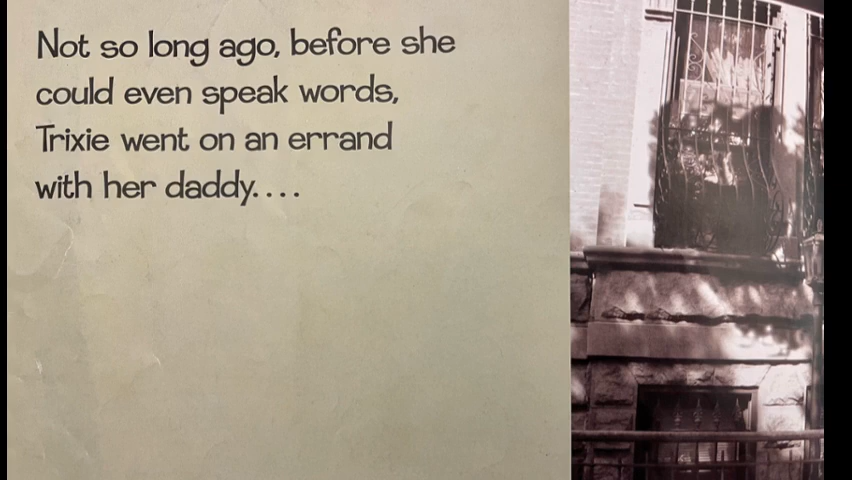 Not so long ago, before she
could even speak words,
Trixie went on an errand
with her daddy....